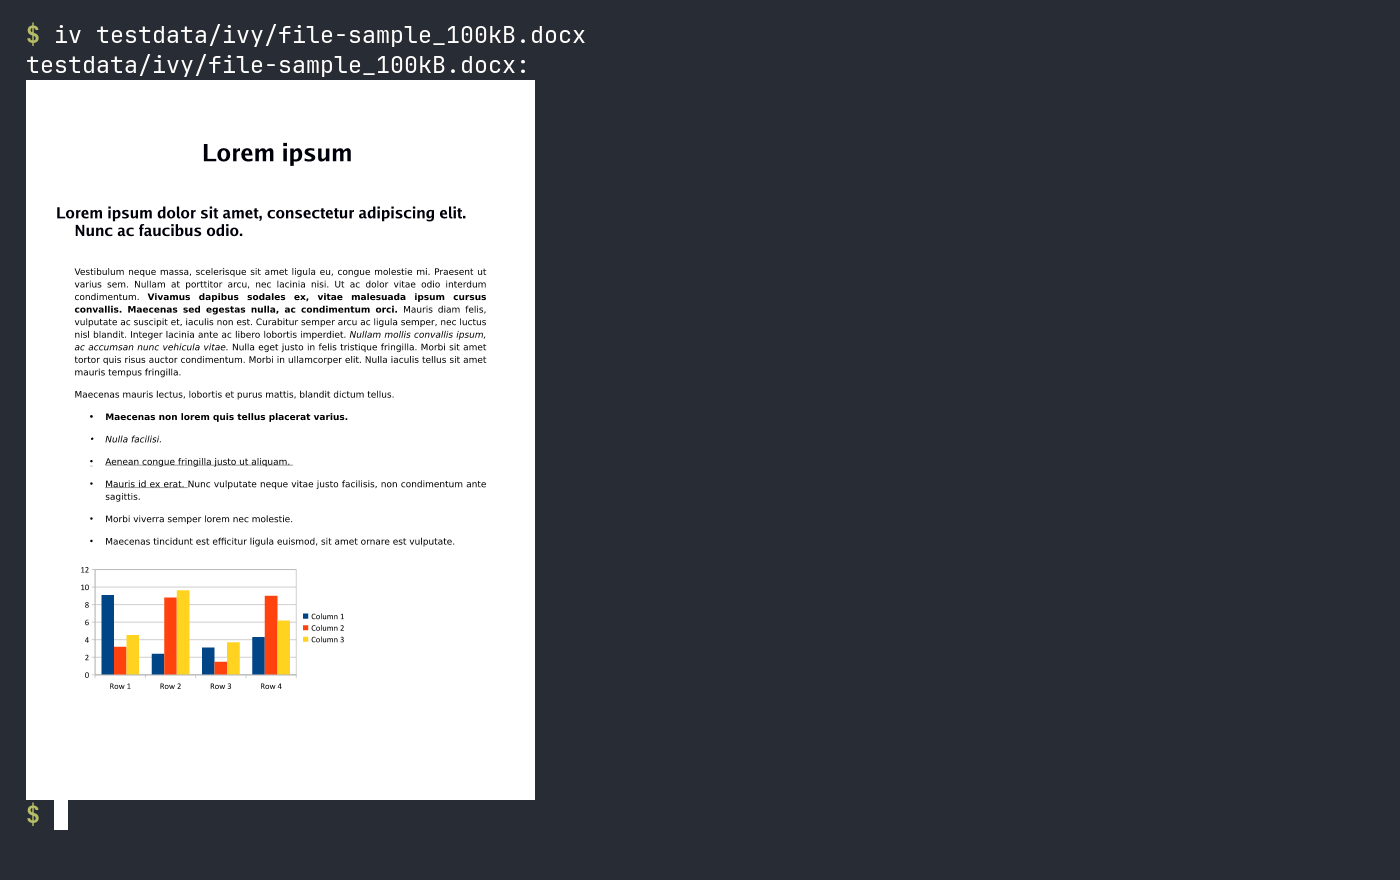 $ iv testdata/ivy/file-sample_100kB.docx
testdata/ivy/file-sample_100kB.docx:
Lorem ipsum
Lorem ipsum dolor sit amet, consectetur adipiscing elit.
Nunc ac faucibus odio.
Vestibulum neque massa, scelerisque sit amet ligula eu, congue molestie mi. Praesent ut
varius sem. Nullam at porttitor arcu, nec lacinia nisi. Ut ac dolor vitae odio interdum
condimentum. Vivamus dapibus sodales ex, vitae malesuada ipsum cursus
convallis. Maecenas sed egestas nulla, ac condimentum orci. Mauris diam felis,
vulputate ac suscipit et, iaculis non est. Curabitur semper arcu ac ligula semper, nec luctus
nisl blandit. Integer lacinia ante ac libero lobortis imperdiet. Nullam mollis convallis ipsum,
ac accumsan nunc vehicula vitae. Nulla eget justo in felis tristique fringilla. Morbi sit amet
tortor quis risus auctor condimentum. Morbi in ullamcorper elit. Nulla iaculis tellus sit amet
mauris tempus fringilla.
Maecenas mauris lectus, lobortis et purus mattis, blandit dictum tellus.
• Maecenas non lorem quis tellus placerat varius.
• Nulla facilisi.
• Aenean congue fringilla justo ut aliquam.
• Mauris id ex erat. Nunc vulputate neque vitae justo facilisis, non condimentum ante
sagittis.
• Morbi viverra semper lorem nec molestie.
• Maecenas tincidunt est efficitur ligula euismod, sit amet ornare est vulputate.
12
10
8
6
4
2
0
Row 1 Row 2 Row 3 Row 4
Column 1
Column 2
Column 3
$